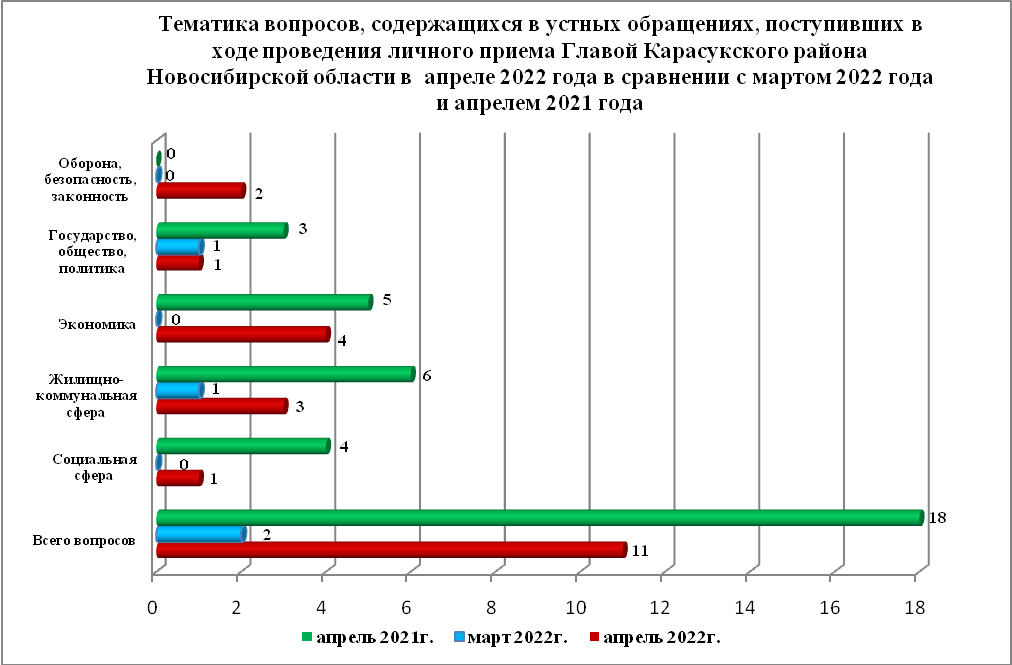 Тематика вопросов, содержащихся в устных обращениях, поступивших в
ходе проведения личного приема Главой Карасукского района
Новосибирской области в апреле 2022 года в сравнении с мартом 2022 года
и апрелем 2021 года
Оборона,
безопасность,
законность
0
0
2
Государство,
общество,
политика
3
1
1
Экономика
5
0
4
Жилищно-
коммунальная
сфера
6
1
3
Социальная
сфера
4
0
1
Всего вопросов
18
2
11
0 2 4 6 8 10 12 14 16 18
апрель 2021г. март 2022г. апрель 2022г.